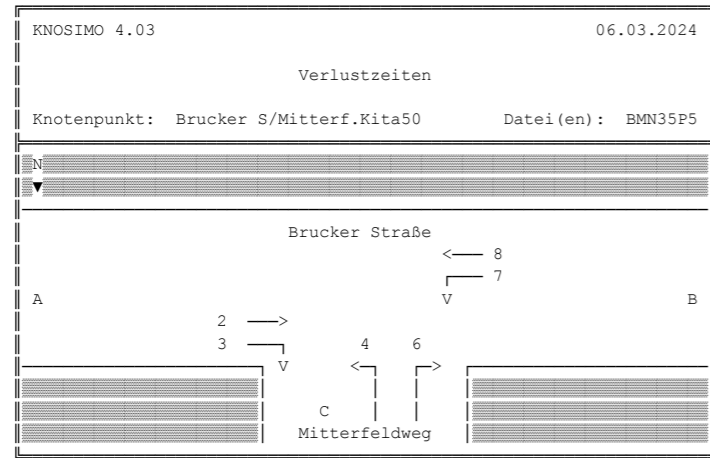 KNOSIMO 4.03 06.03.2024
Verlustzeiten
Knotenpunkt: Brucker S/Mitterf.Kita50 Datei(en): BMN35P5
N
▼
Brucker Straße
<—— 8
7
A V B
2 ——>
3 4 6
V <— —>
C
Mitterfeldweg